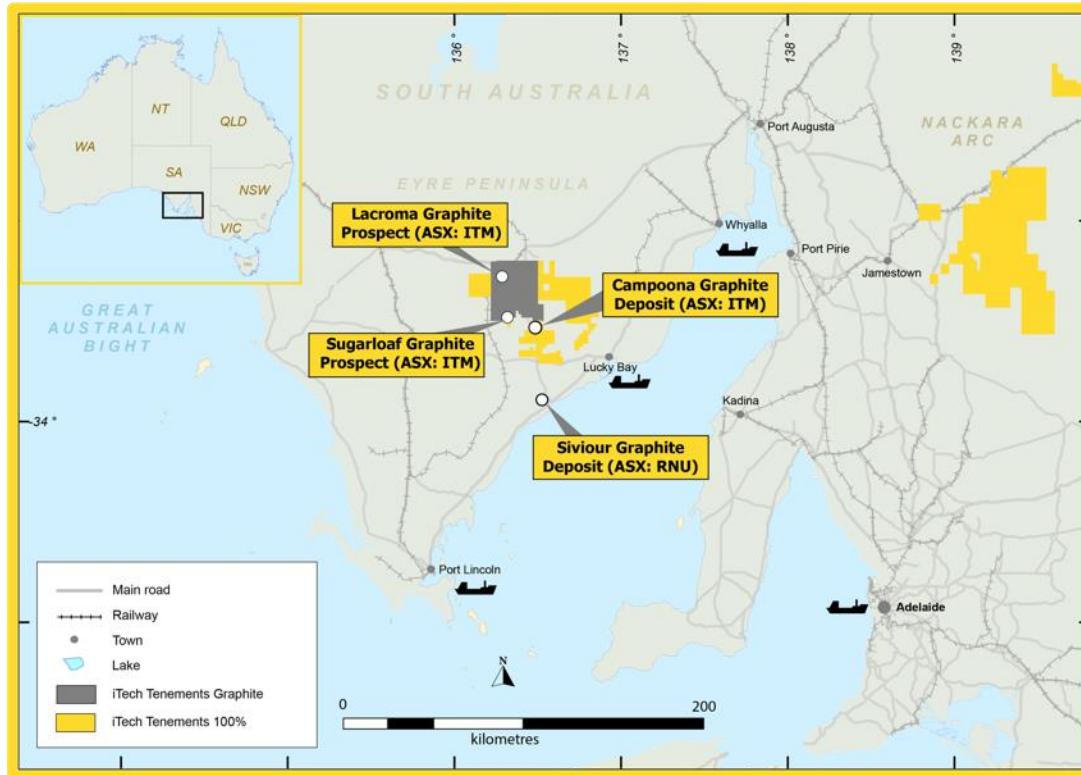 136 °
137 °
138 °
139 °
NT
QLD
WA
SA
NSW
VIC
SOUTH AUSTRALIA
Port Augusta
NACKARA
ARC
EYRE PENINSULA
Lacroma Graphite
Prospect (ASX: ITM)
Whyalla
Port Pirie
Jamestown
Campoona Graphite
Deposit (ASX: ITM)
GREAT
AUSTRALIAN
BIGHT
Sugarloaf Graphite
Prospect (ASX: ITM)
Lucky Bay
Kadina
-34 °
Siviour Graphite
Deposit (ASX: RNU)
Port Lincoln
Adelaide
Main road
Railway
Town
Lake
iTech Tenements Graphite
iTech Tenements 100%
N
0
200
kilometres